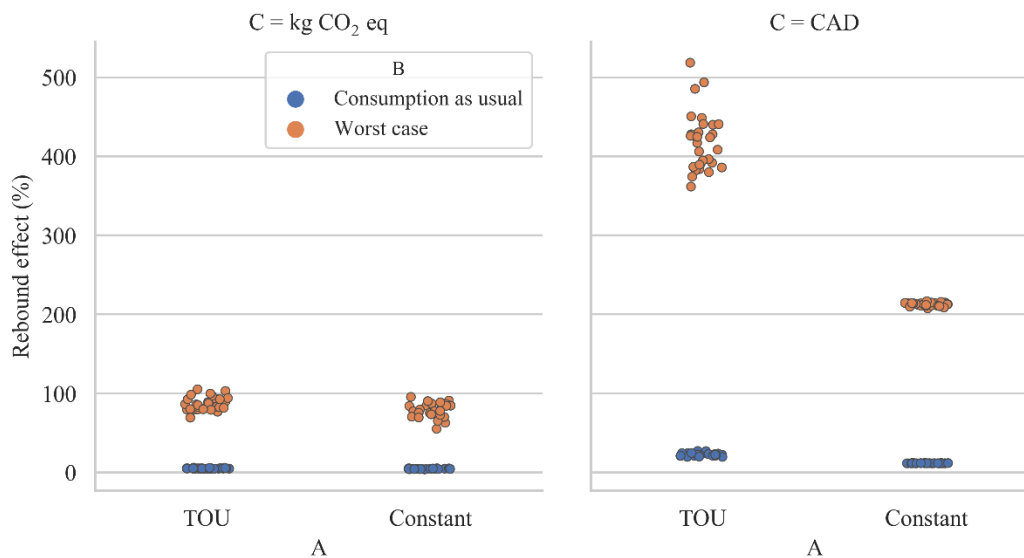 C = kg CO₂ eq
C = CAD
B
Consumption as usual
Worst case
Rebound effect (%)
500
400
300
200
100
0
TOU
Constant
A
TOU
Constant
A